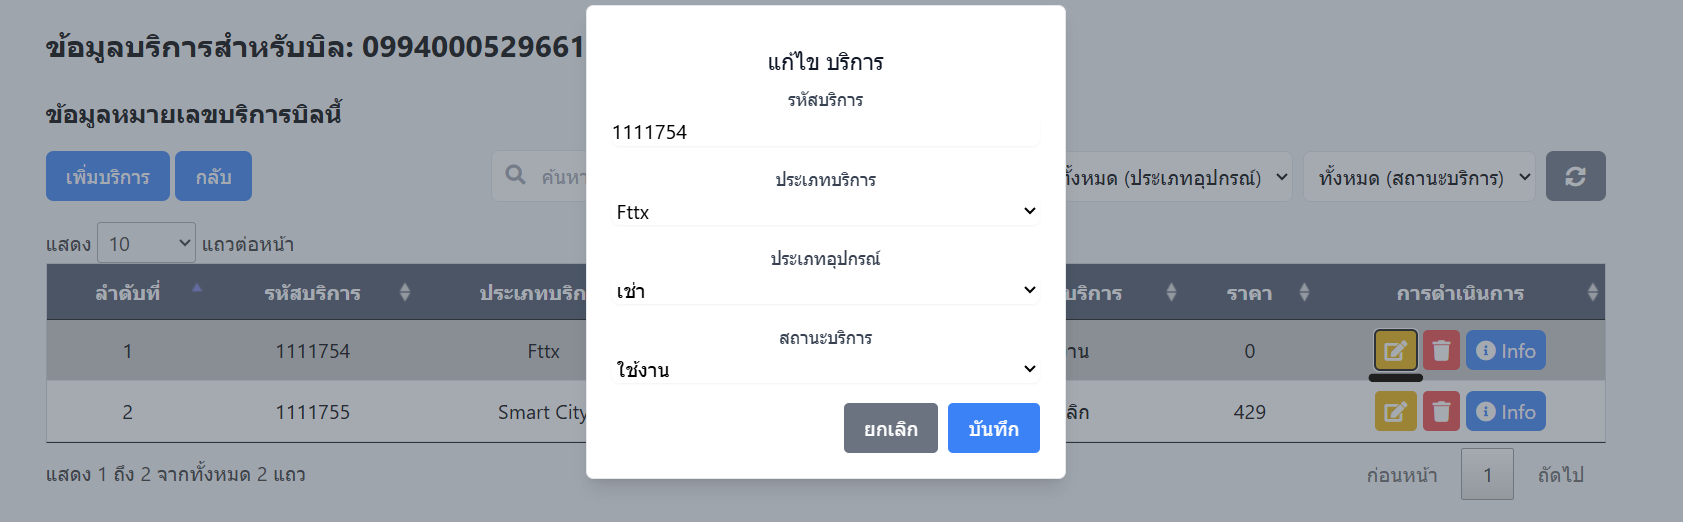 ข้อมูลบริการสำหรับบิล: 0994000529661
ข้อมูลหมายเลขบริการบิลนี้
เพิ่มบริการ กลับ ค้นหา ทั้งหมด (ประเภทอุปกรณ์) ทั้งหมด (สถานะบริการ)
แสดง 10 แถวต่อหน้า
ลำดับที่ รหัสบริการ ประเภทบริก บริการ ราคา การดำเนินการ
1 1111754 Fttx าน 0 Info
2 1111755 Smart City ลิก 429 Info
แสดง 1 ถึง 2 จากทั้งหมด 2 แถว ก่อนหน้า 1 ถัดไป
แก้ไข บริการ
รหัสบริการ
1111754
ประเภทบริการ
Fttx
ประเภทอุปกรณ์
เช่า
สถานะบริการ
ใช้งาน
ยกเลิก บันทึก